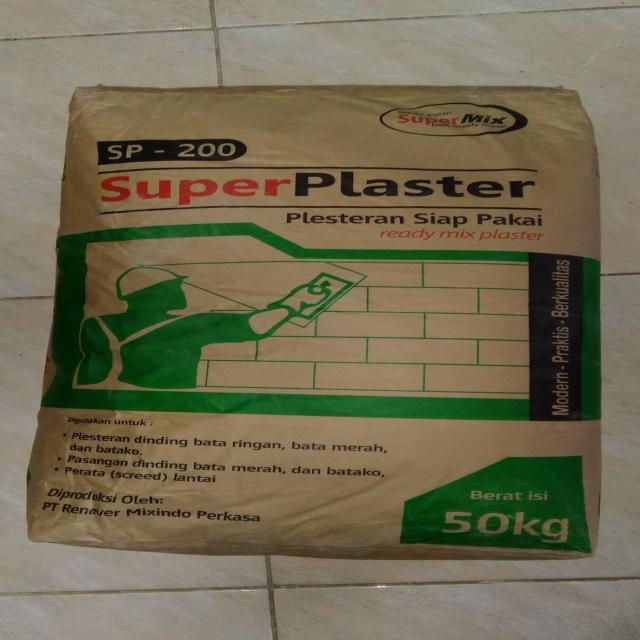 SuperMix
SP - 200
SuperPlaster
Plesteran Siap Pakai
ready mix plaster
Modern - Praktis - Berkualitas
Digunakan untuk :
• Plesteran dinding bata ringan, bata merah,
dan batako.
• Pasangan dinding bata merah, dan batako,
• Perata (screed) lantai
Diproduksi Oleh:
PT Renover Mixindo Perkasa
Berat isi
50kg